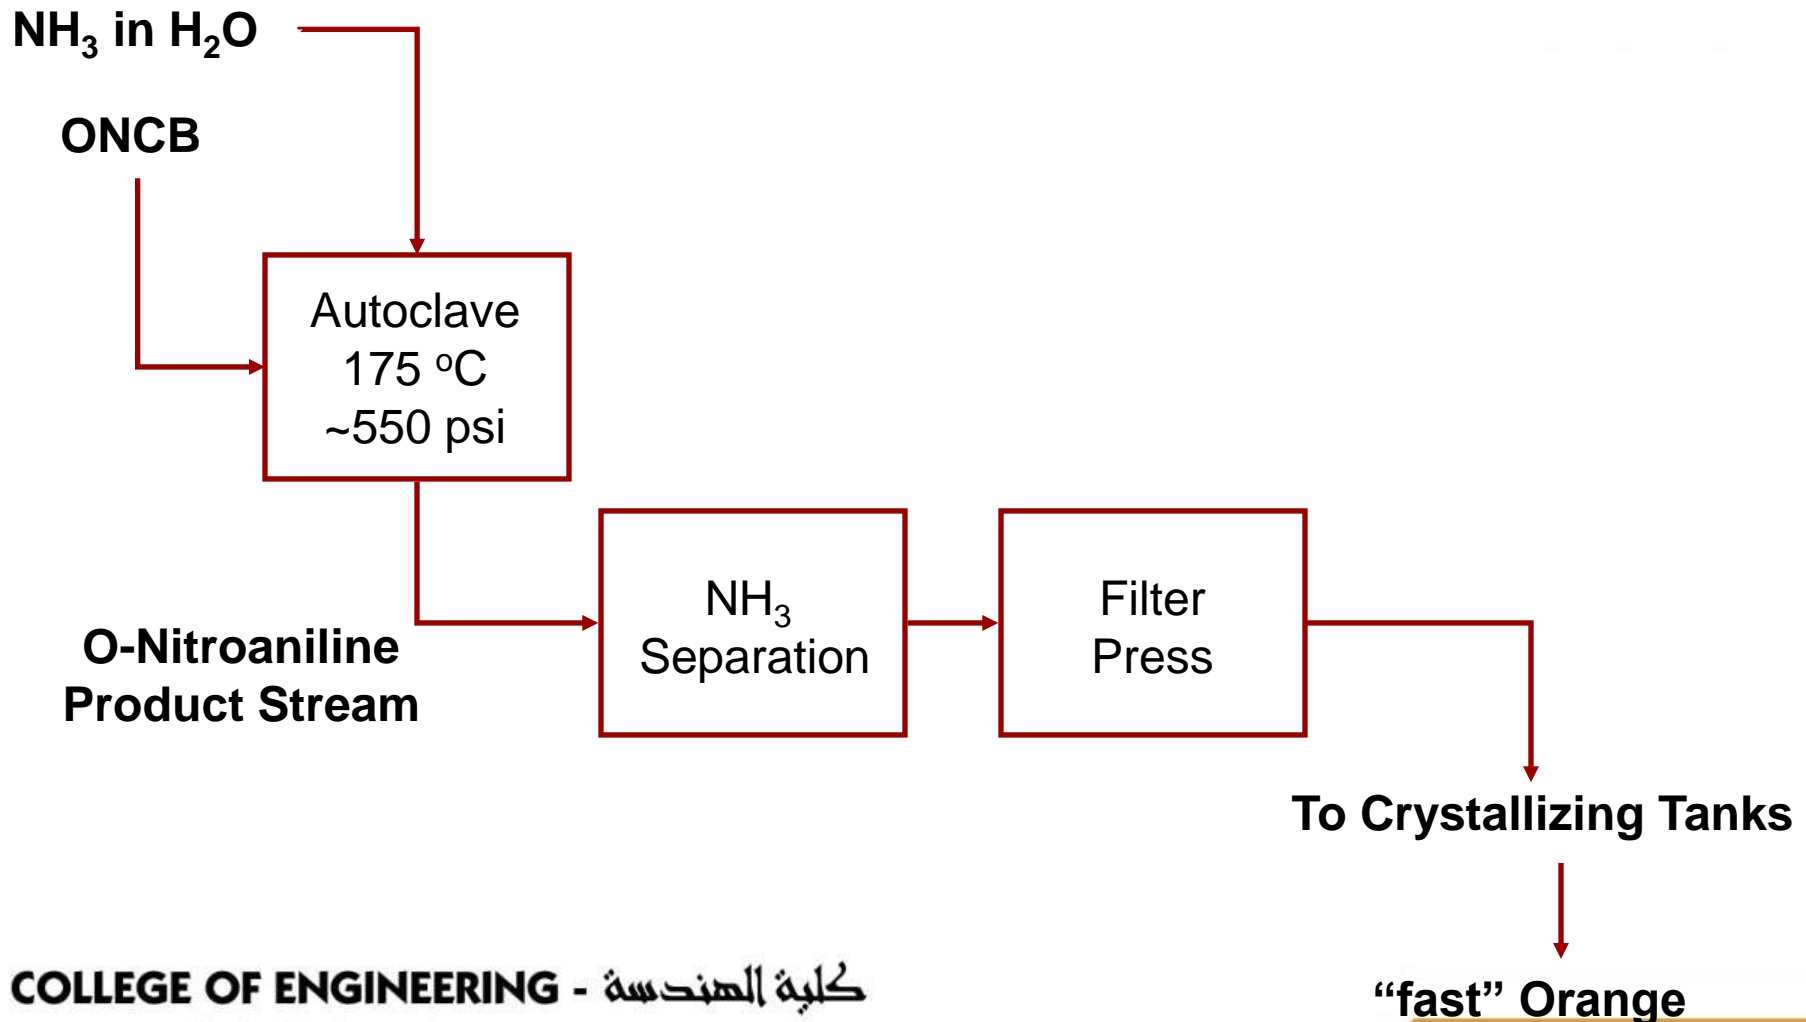 NH₃ in H₂O
ONCB
Autoclave
175 ºC
~550 psi
O-Nitroaniline
Product Stream
NH₃
Separation
Filter
Press
To Crystallizing Tanks
“fast” Orange
COLLEGE OF ENGINEERING - كلية الهندسة